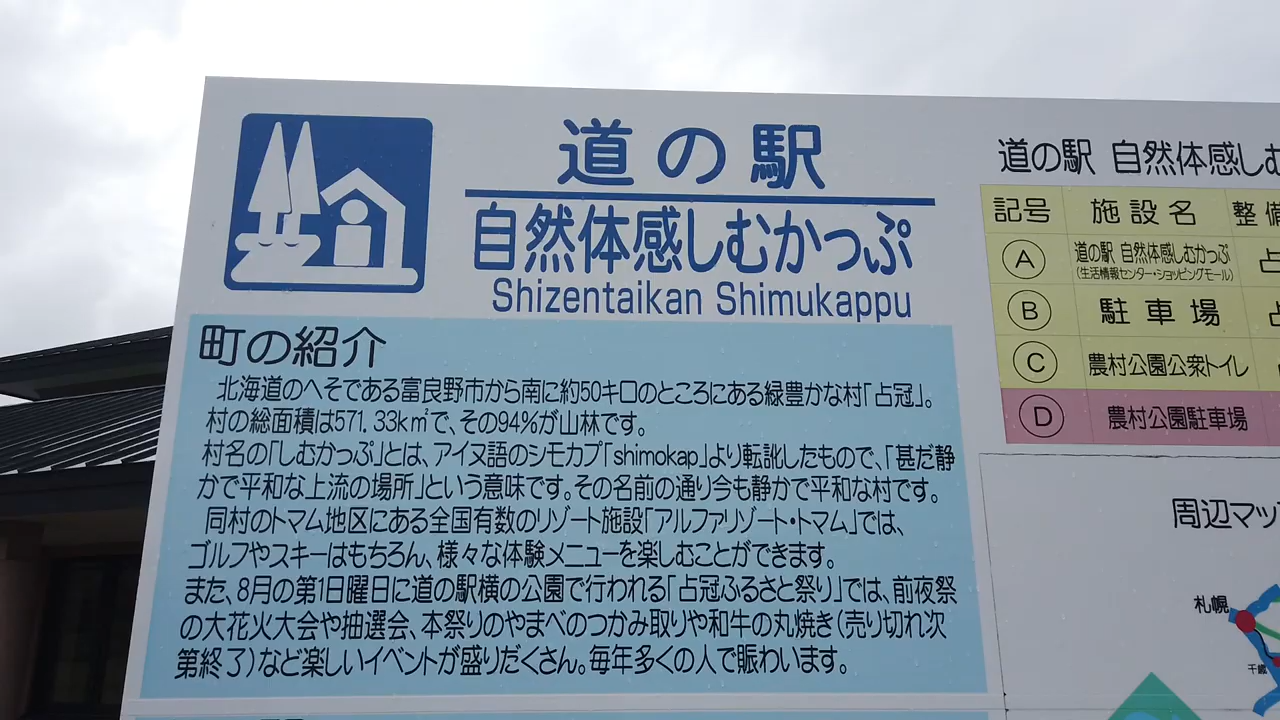 道の駅
自然体感しむかっぷ
Shizentaikan Shimukappu
町の紹介
北海道のへそである富良野市から南に約50キロのところにある緑豊かな村「占冠」。
村の総面積は571.33k㎡で、その94%が山林です。
村名の「しむかっぷ」とは、アイヌ語のシモカプ「shimokap」より転訛したもので、「甚だ静
かで平和な上流の場所」という意味です。その名前の通り今も静かで平和な村です。
同村のトマム地区にある全国有数のリゾート施設「アルファリゾート・トマム」では、
ゴルフやスキーはもちろん、様々な体験メニューを楽しむことができます。
また、8月の第1日曜日に道の駅横の公園で行われる「占冠ふるさと祭り」では、前夜祭
の大花火大会や抽選会、本祭りのやまべのつかみ取りや和牛の丸焼き(売り切れ次
第終了)など楽しいイベントが盛りだくさん。毎年多くの人で賑わいます。
道の駅 自然体感しむ
記号 施設名 整備
A 道の駅 自然体感しむかっぷ 占
(生活情報センター・ショッピングモール)
B 駐車場 占
C 農村公園公衆トイレ
D 農村公園駐車場
周辺マッ
札幌
千歳